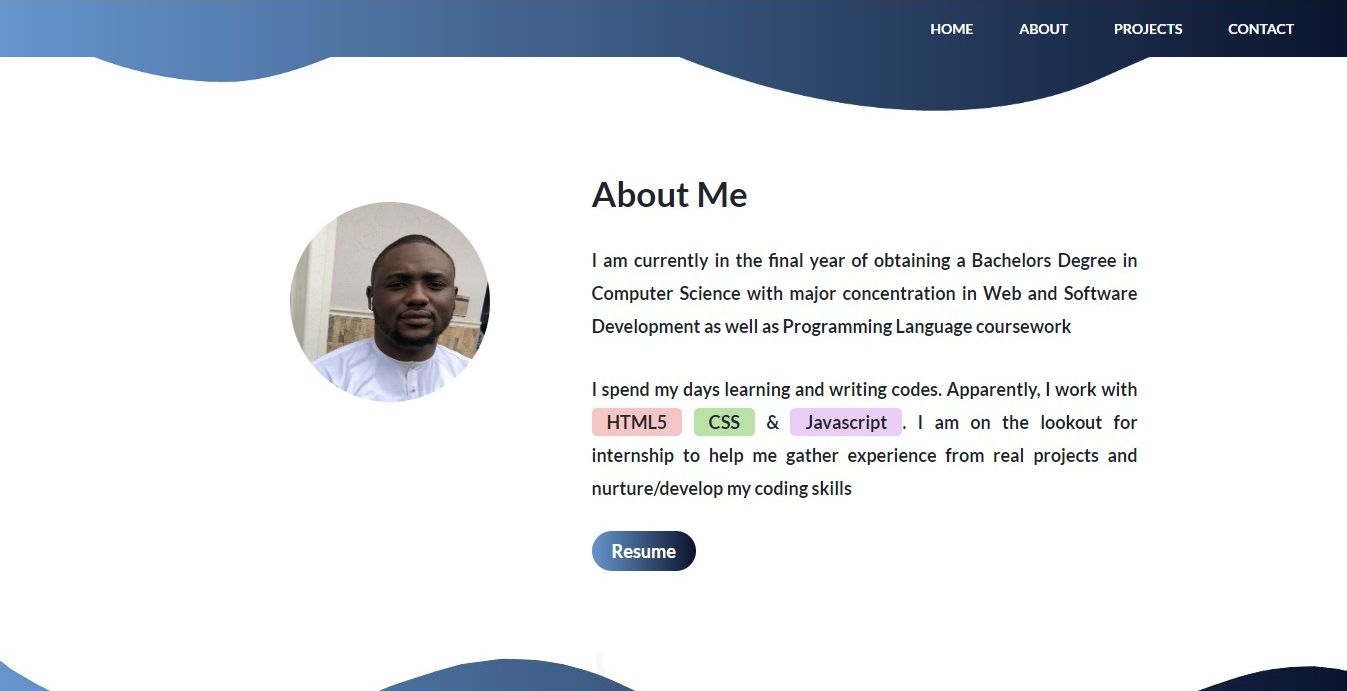 HOME ABOUT PROJECTS CONTACT
About Me
I am currently in the final year of obtaining a Bachelors Degree in
Computer Science with major concentration in Web and Software
Development as well as Programming Language coursework
I spend my days learning and writing codes. Apparently, I work with
HTML5 CSS & Javascript. I am on the lookout for
internship to help me gather experience from real projects and
nurture/develop my coding skills
Resume